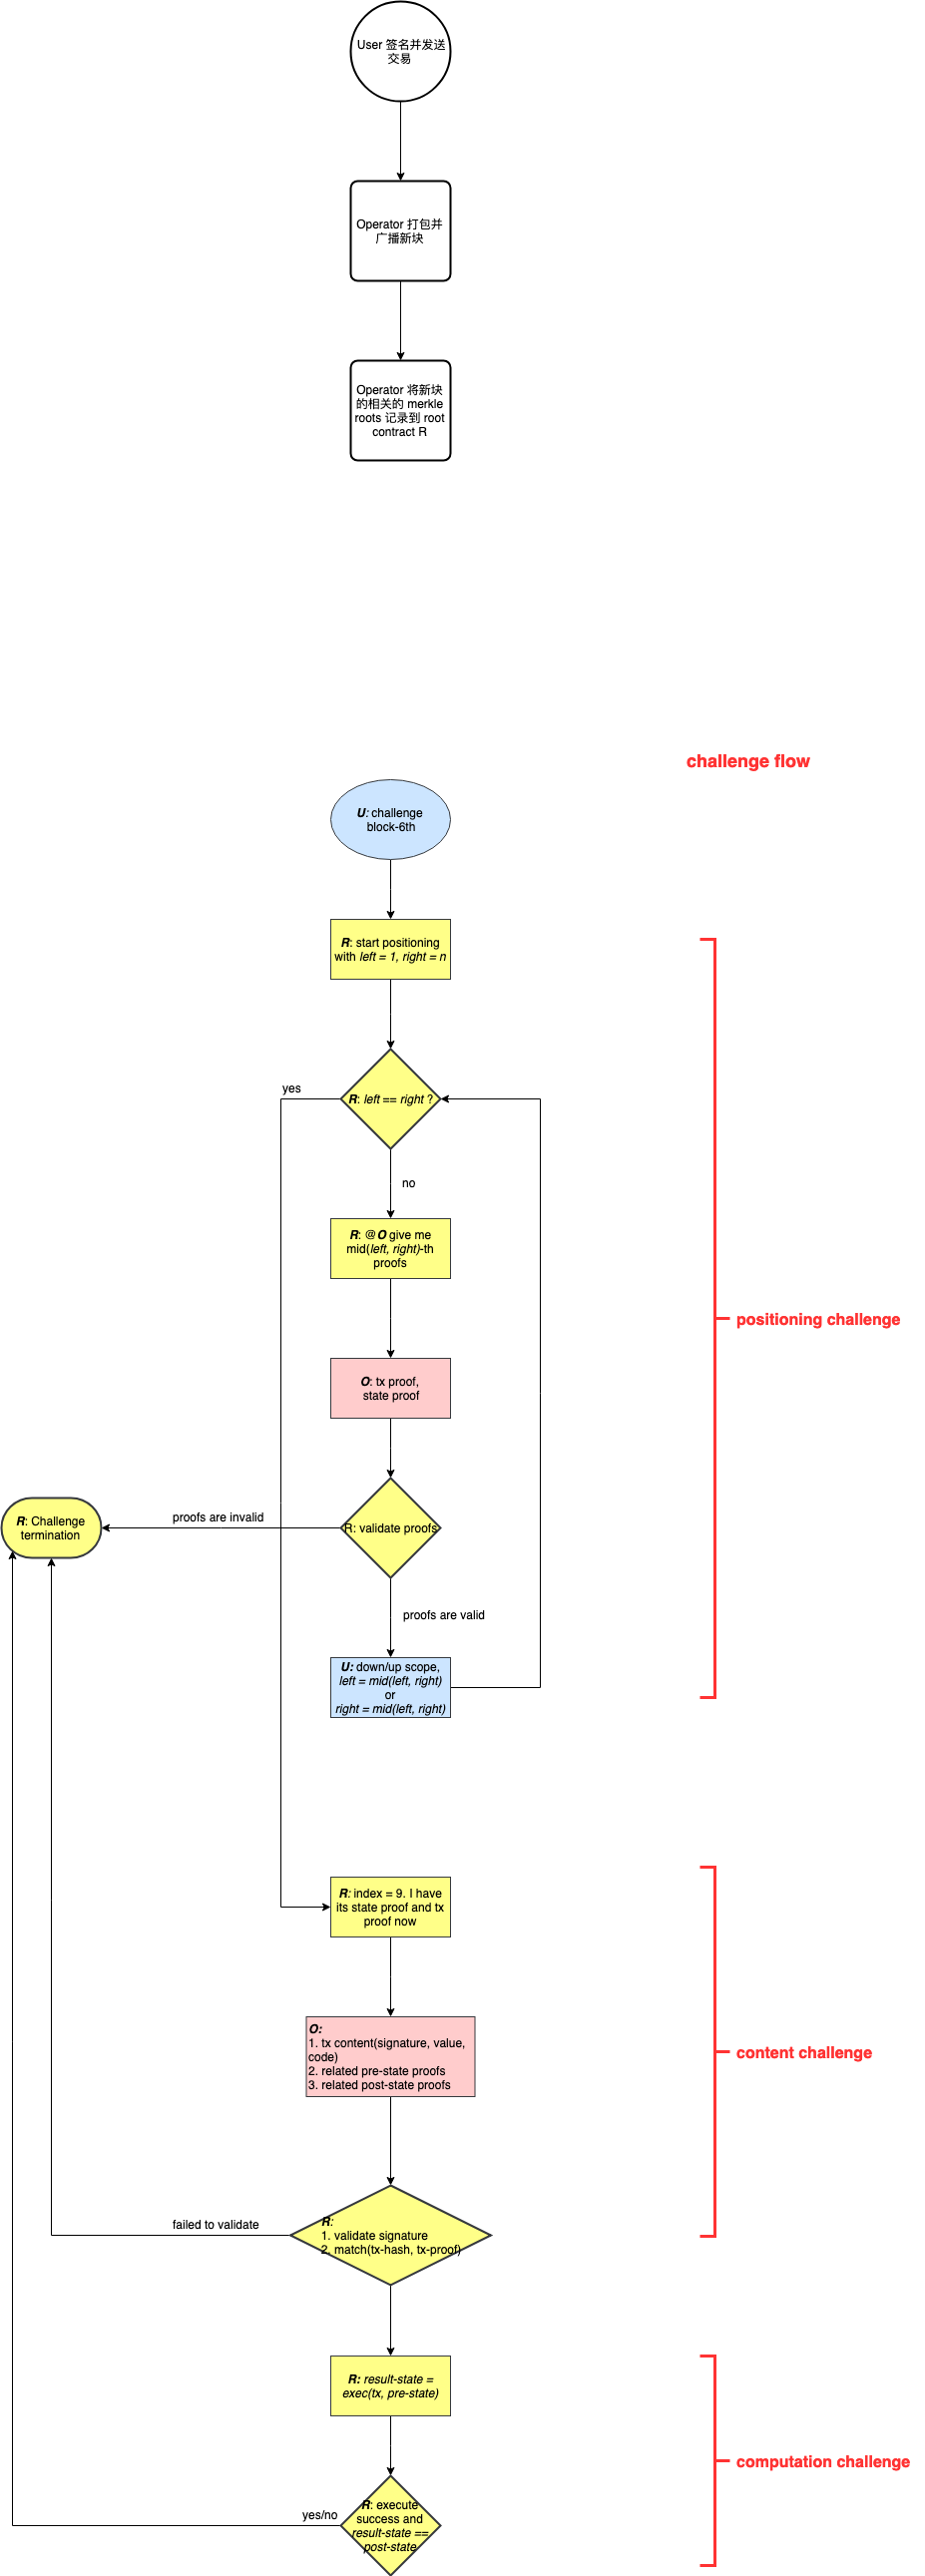 User 签名并发送
交易
Operator 打包并
广播新块
Operator 将新块
的相关的 merkle
roots 记录到 root
contract R
challenge flow
U: challenge
block-6th
R: start positioning
with left = 1, right = n
yes
R: left == right ?
no
R: @O give me
mid(left, right)-th
proofs
positioning challenge
O: tx proof,
state proof
R: Challenge
termination
proofs are invalid
R: validate proofs
proofs are valid
U: down/up scope,
left = mid(left, right)
or
right = mid(left, right)
R: index = 9. I have
its state proof and tx
proof now
O:
1. tx content(signature, value,
code)
2. related pre-state proofs
3. related post-state proofs
content challenge
failed to validate
R:
1. validate signature
2. match(tx-hash, tx-proof)
R: result-state =
exec(tx, pre-state)
computation challenge
yes/no
R: execute
success and
result-state ==
post-state